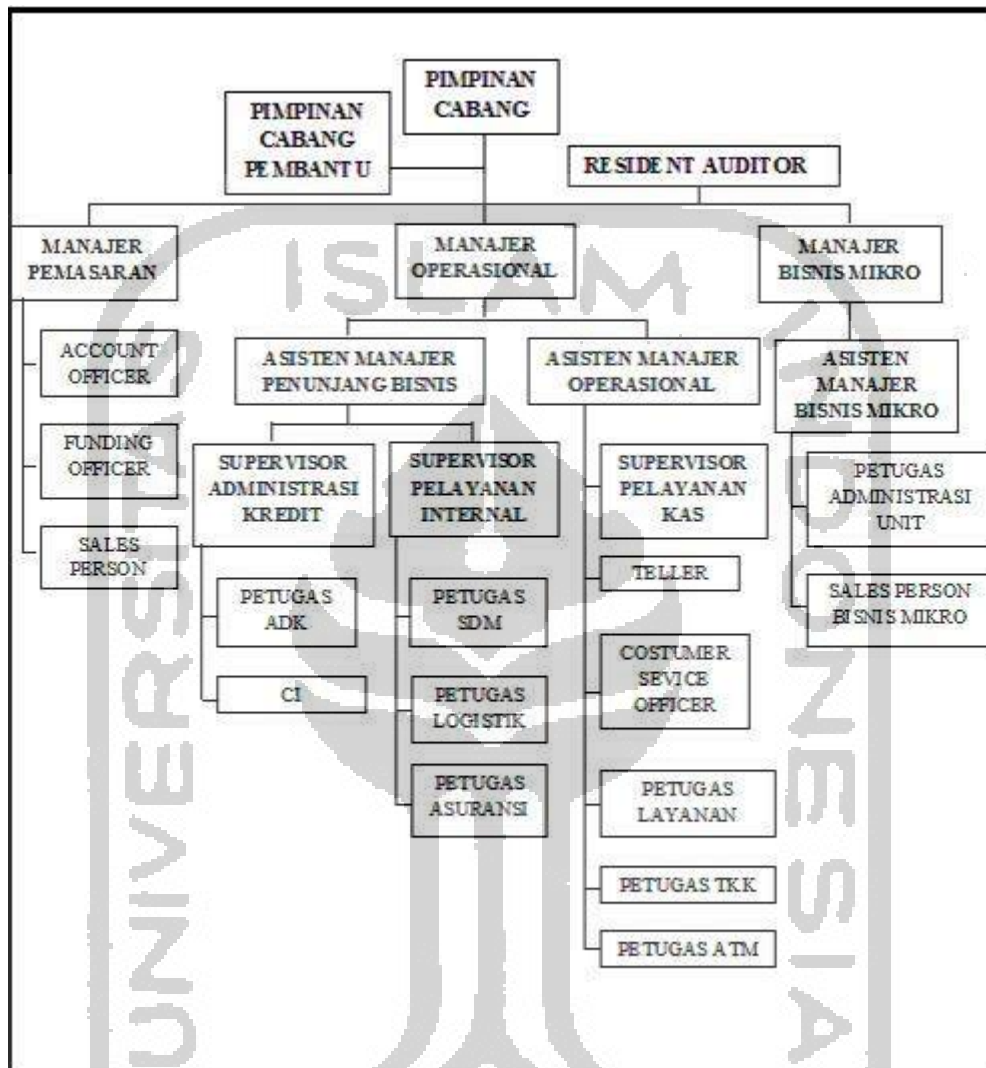 PIMPINAN
CABANG
PIMPINAN
CABANG
PEMBANTU
RESIDENT AUDITOR
MANAJER
PEMASARAN
MANAJER
OPERASIONAL
MANAJER
BISNIS MIKRO
ACCOUNT
OFFICER
FUNDING
OFFICER
SALES
PERSON
ASISTEN MANAJER
PENUNJANG BISNIS
ASISTEN MANAJER
OPERASIONAL
ASISTEN
MANAJER
BISNIS MIKRO
SUPERVISOR
ADMINISTRASI
KREDIT
SUPERVISOR
PELAYANAN
INTERNAL
SUPERVISOR
PELAYANAN
KAS
PETUGAS
ADMINISTRASI
UNIT
PETUGAS
ADK
CI
PETUGAS
SDM
PETUGAS
LOGISTIK
PETUGAS
ASURANSI
TELLER
COSTUMER
SEVICE
OFFICER
PETUGAS
LAYANAN
PETUGAS TKK
PETUGAS ATM
SALES PERSON
BISNIS MIKRO
UNIVERSITAS
ISLAM
INDONESIA